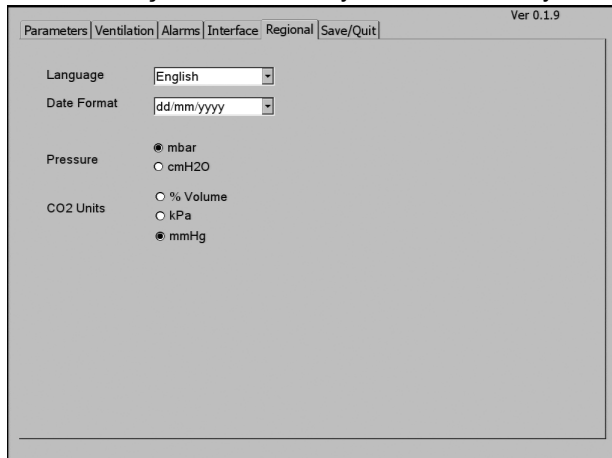 Ver 0.1.9
Parameters Ventilation Alarms Interface Regional Save/Quit
Language English
Date Format dd/mm/yyyy
Pressure
mbar
cmH2O
CO2 Units
% Volume
kPa
mmHg